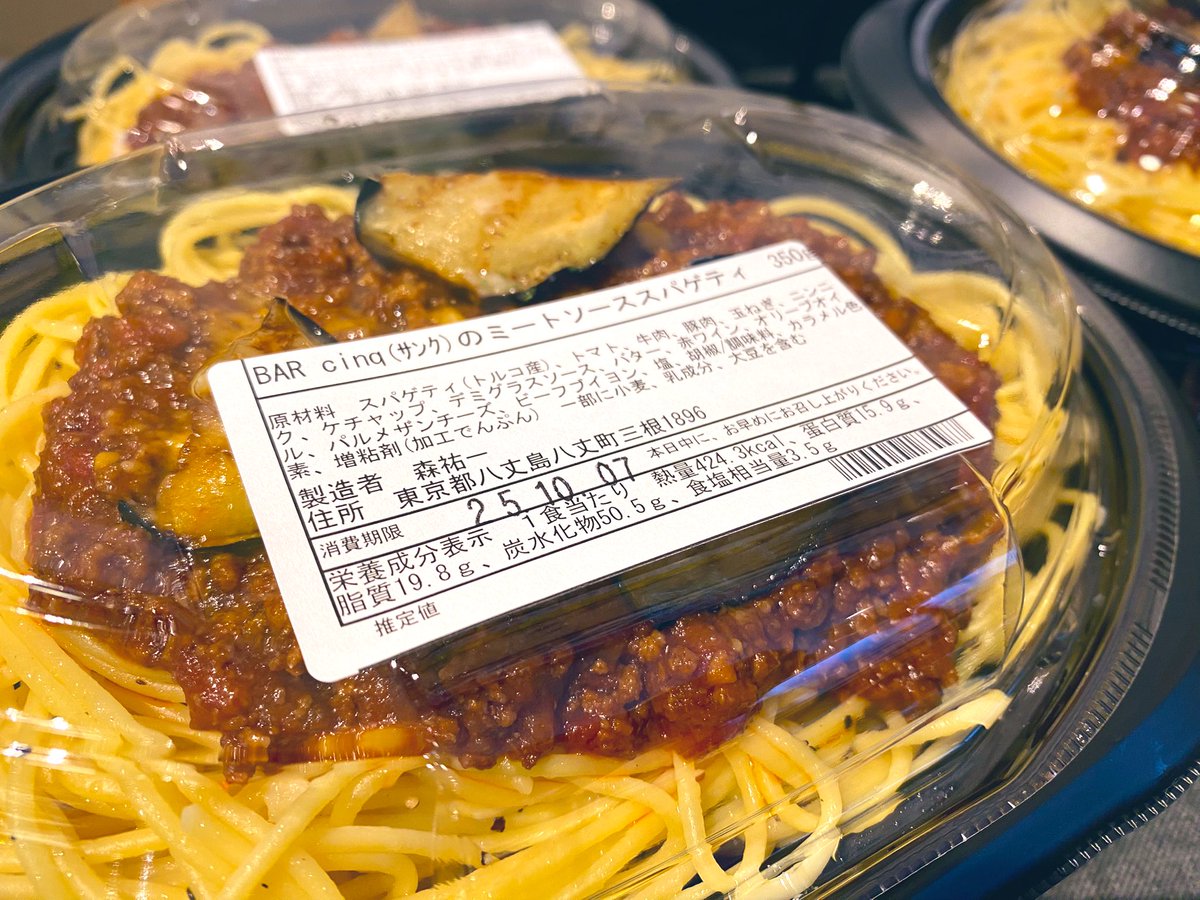 BAR cinq(サンク)のミートソーススパゲティ 350g
原材料 スパゲティ(トルコ産)、トマト、牛肉、豚肉、玉ねぎ、ニンニ
ク、ケチャップ、デミグラスソース、バター、赤ワイン、オリーブオイ
ル、パルメザンチーズ、ビーフブイヨン、塩、胡椒/調味料、カラメル色
素、増粘剤(加工でんぷん) 一部に小麦、乳成分、大豆を含む
製造者 森祐一
住所 東京都八丈島八丈町三根1896
消費期限 25.10.07 本日中に、お早めにお召し上がりください。
栄養成分表示 1食当たり 熱量424.3kcal、蛋白質15.9g、
脂質19.8g、炭水化物50.5g、食塩相当量3.5g
推定値